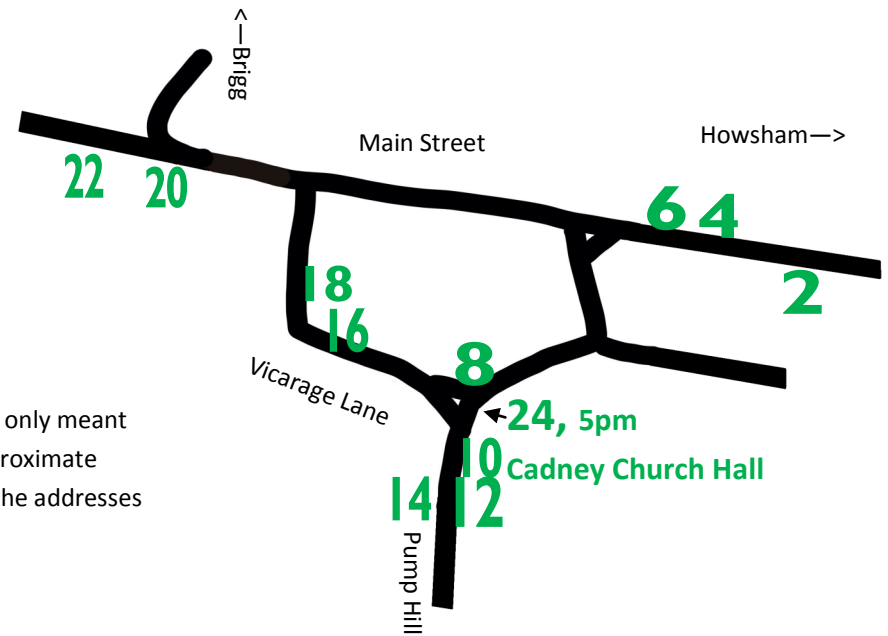 <—Brigg
Main Street
Howsham—>
22
20
6
4
2
18
16
8
Vicarage Lane
24, 5pm
only meant
10
Cadney Church Hall
roximate
he addresses
14
12
Pump Hill